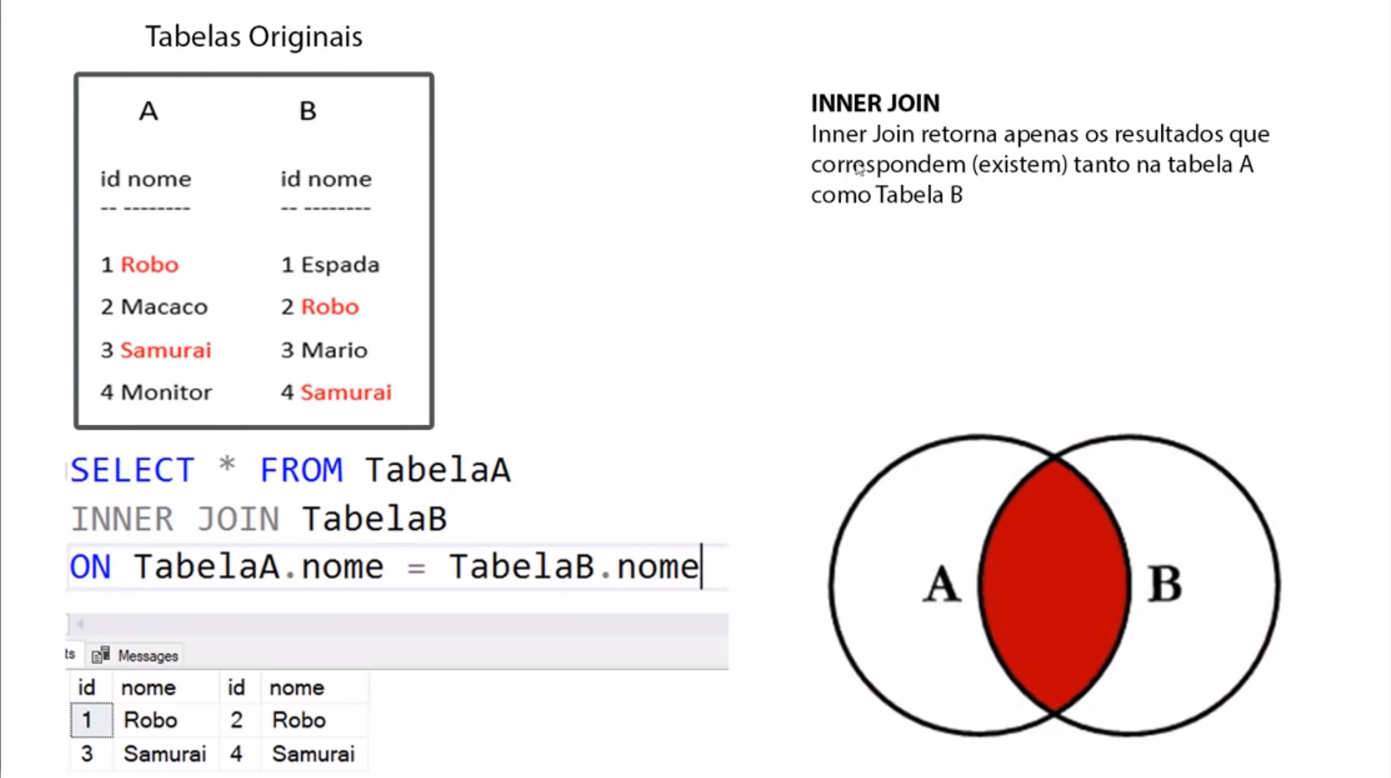 Tabelas Originais
A B
id nome id nome
-- -------- -- --------
1 Robo 1 Espada
2 Macaco 2 Robo
3 Samurai 3 Mario
4 Monitor 4 Samurai
INNER JOIN
Inner Join retorna apenas os resultados que
correspondem (existem) tanto na tabela A
como Tabela B
SELECT * FROM TabelaA
INNER JOIN TabelaB
ON TabelaA.nome = TabelaB.nome
ts Messages
id nome id nome
1 Robo 2 Robo
3 Samurai 4 Samurai
A B